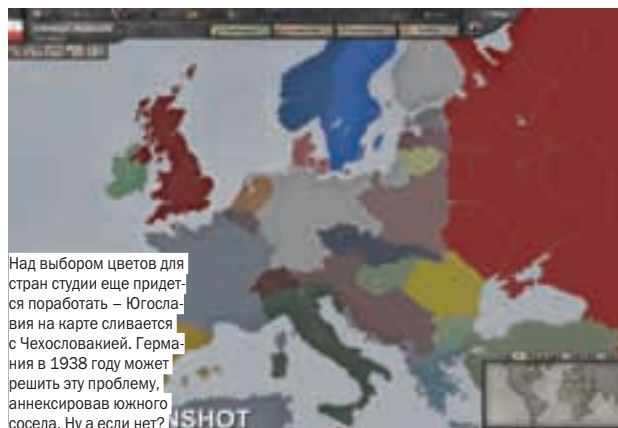 Над выбором цветов для
стран студии еще придет-
ся поработать – Югосла-
вия на карте сливается
с Чехословакией. Герма-
ния в 1938 году может
решить эту проблему,
аннексировав южного
соседа. Ну а если нет?
NSHOT